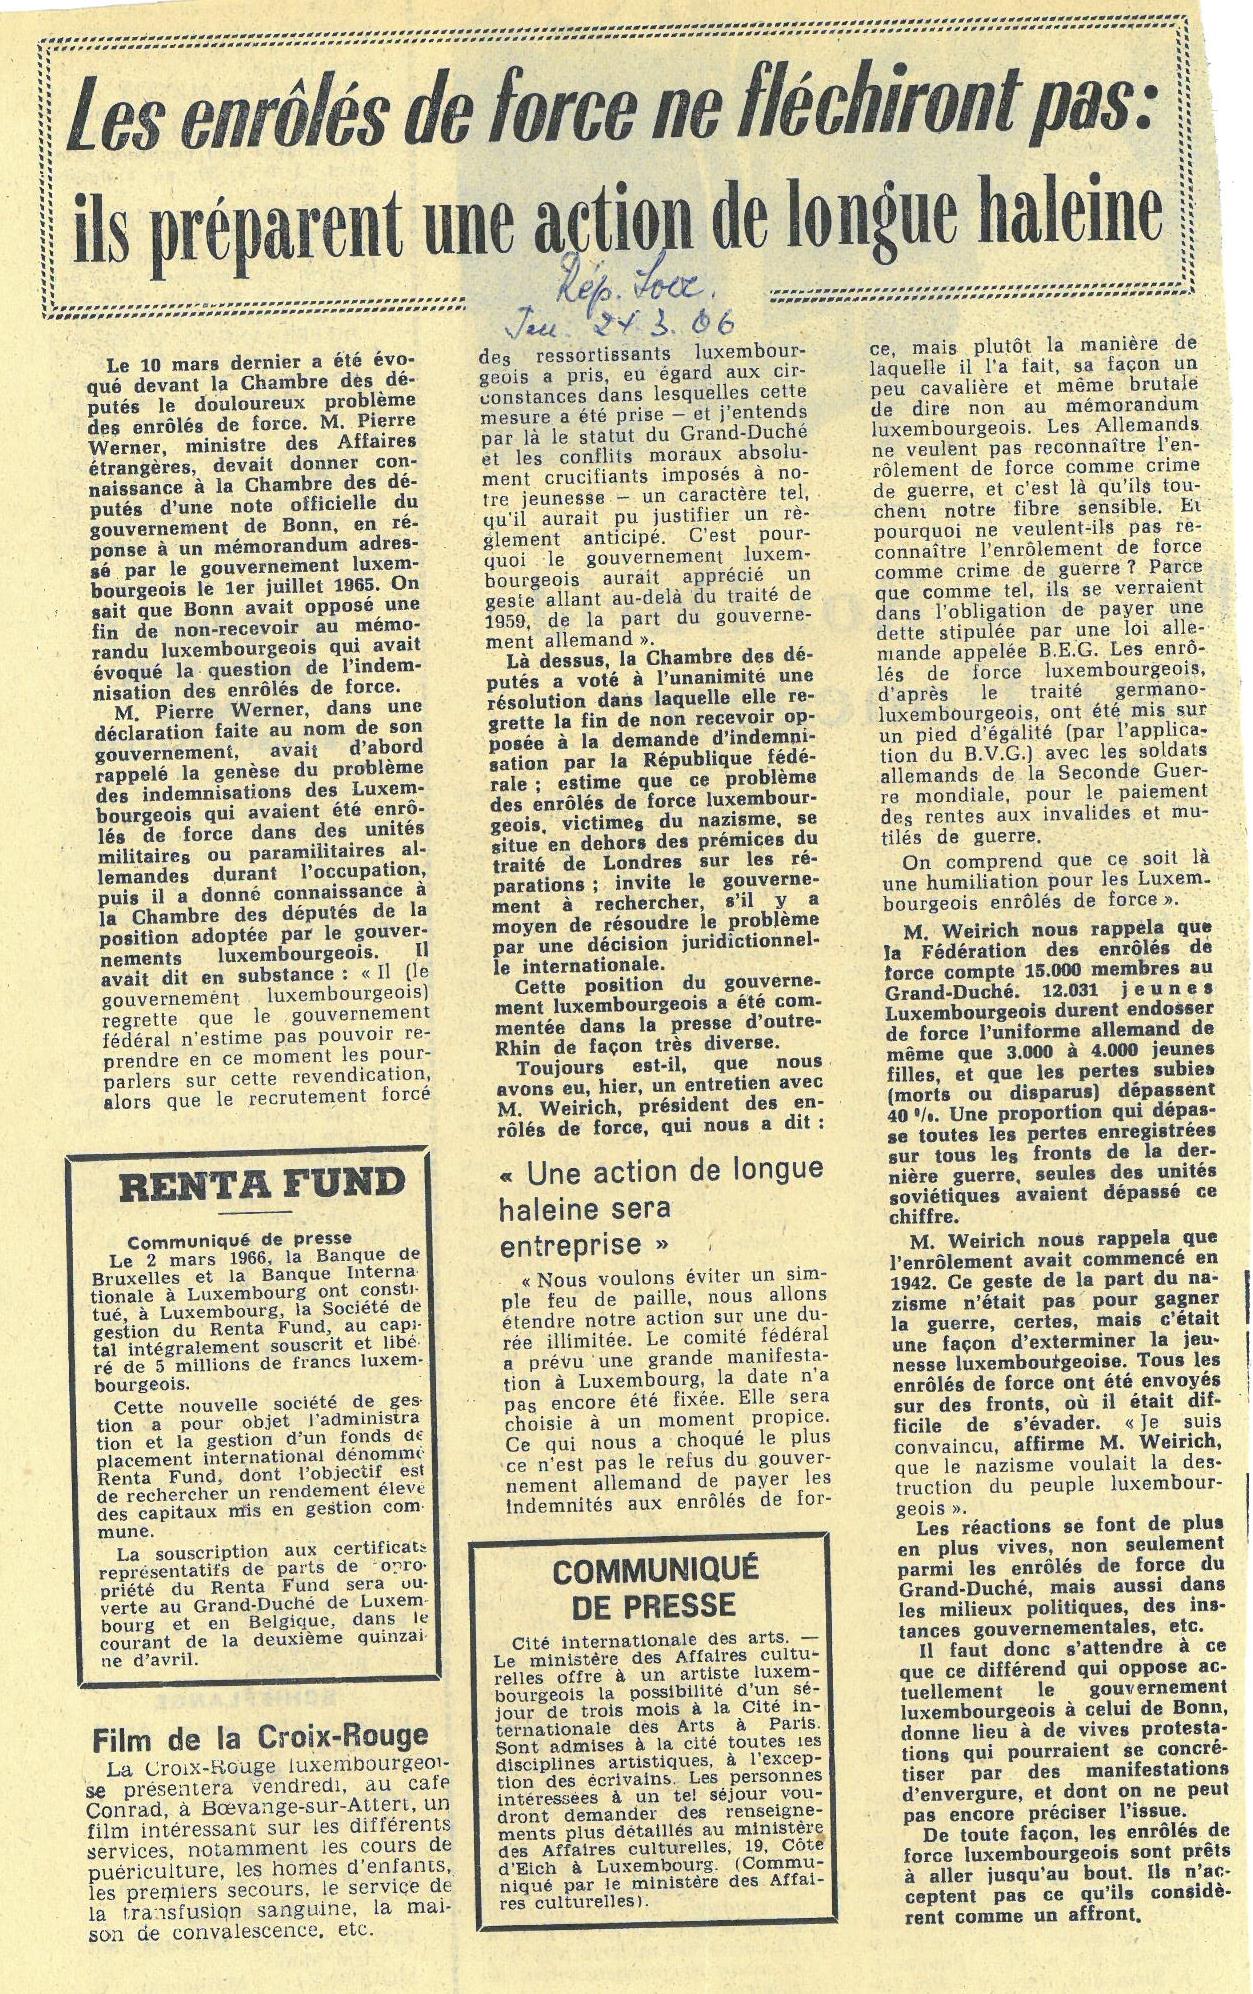 Les enrôlés de force ne fléchiront pas:
ils préparent une action de longue haleine
Rép. Lox.
Jeu. 24.3.66
Le 10 mars dernier a été évo-
qué devant la Chambre des dé-
putés le douloureux problème
des enrôlés de force. M. Pierre
Werner, ministre des Affaires
étrangères, devait donner con-
naissance à la Chambre des dé-
putés d'une note officielle du
gouvernement de Bonn, en ré-
ponse à un mémorandum adres-
sé par le gouvernement luxem-
bourgeois le 1er juillet 1965. On
sait que Bonn avait opposé une
fin de non-recevoir au mémo-
randu luxembourgeois qui avait
évoqué la question de l'indem-
nisation des enrôlés de force.
M. Pierre Werner, dans une
déclaration faite au nom de son
gouvernement, avait d'abord
rappelé la genèse du problème
des indemnisations des Luxem-
bourgeois qui avaient été enrô-
lés de force dans des unités
militaires ou paramilitaires al-
lemandes durant l'occupation,
puis il a donné connaissance à
la Chambre des députés de la
position adoptée par le gouver-
nements luxembourgeois. Il
avait dit en substance : « Il (le
gouvernement luxembourgeois)
regrette que le gouvernement
fédéral n'estime pas pouvoir re-
prendre en ce moment les pour-
parlers sur cette revendication,
alors que le recrutement forcé
des ressortissants luxembour-
geois a pris, eu égard aux cir-
constances dans lesquelles cette
mesure a été prise — et j'entends
par là le statut du Grand-Duché
et les conflits moraux absolu-
ment crucifiants imposés à no-
tre jeunesse — un caractère tel,
qu'il aurait pu justifier un rè-
glement anticipé. C'est pour-
quoi le gouvernement luxem-
bourgeois aurait apprécié un
geste allant au-delà du traité de
1959, de la part du gouverne-
ment allemand ».
Là dessus, la Chambre des dé-
putés a voté à l'unanimité une
résolution dans laquelle elle re-
grette la fin de non recevoir op-
posée à la demande d'indemni-
sation par la République fédé-
rale ; estime que ce problème
des enrôlés de force luxembour-
geois, victimes du nazisme, se
situe en dehors des prémices du
traité de Londres sur les ré-
parations ; invite le gouverne-
ment à rechercher, s'il y a
moyen de résoudre le problème
par une décision juridictionnel-
le internationale.
Cette position du gouverne-
ment luxembourgeois a été com-
mentée dans la presse d'outre-
Rhin de façon très diverse.
Toujours est-il, que nous
avons eu, hier, un entretien avec
M. Weirich, président des en-
rôlés de force, qui nous a dit :
« Une action de longue
haleine sera
entreprise »
« Nous voulons éviter un sim-
ple feu de paille, nous allons
étendre notre action sur une du-
rée illimitée. Le comité fédéral
a prévu une grande manifesta-
tion à Luxembourg, la date n'a
pas encore été fixée. Elle sera
choisie à un moment propice.
Ce qui nous a choqué le plus
ce n'est pas le refus du gouver-
nement allemand de payer les
indemnités aux enrôlés de for-
ce, mais plutôt la manière de
laquelle il l'a fait, sa façon un
peu cavalière et même brutale
de dire non au mémorandum
luxembourgeois. Les Allemands
ne veulent pas reconnaître l'en-
rôlement de force comme crime
de guerre, et c'est là qu'ils tou-
chent notre fibre sensible. Et
pourquoi ne veulent-ils pas re-
connaître l'enrôlement de force
comme crime de guerre ? Parce
que comme tel, ils se verraient
dans l'obligation de payer une
dette stipulée par une loi alle-
mande appelée B.E.G. Les enrô-
lés de force luxembourgeois,
d'après le traité germano-
luxembourgeois, ont été mis sur
un pied d'égalité (par l'applica-
tion du B.V.G.) avec les soldats
allemands de la Seconde Guer-
re mondiale, pour le paiement
des rentes aux invalides et mu-
tilés de guerre.
On comprend que ce soit là
une humiliation pour les Luxem-
bourgeois enrôlés de force ».
M. Weirich nous rappela que
la Fédération des enrôlés de
force compte 15.000 membres au
Grand-Duché. 12.031 jeunes
Luxembourgeois durent endosser
de force l'uniforme allemand de
même que 3.000 à 4.000 jeunes
filles, et que les pertes subies
(morts ou disparus) dépassent
40 %. Une proportion qui dépas-
se toutes les pertes enregistrées
sur tous les fronts de la der-
nière guerre, seules des unités
soviétiques avaient dépassé ce
chiffre.
M. Weirich nous rappela que
l'enrôlement avait commencé en
1942. Ce geste de la part du na-
zisme n'était pas pour gagner
la guerre, certes, mais c'était
une façon d'exterminer la jeu-
nesse luxembourgeoise. Tous les
enrôlés de force ont été envoyés
sur des fronts, où il était dif-
ficile de s'évader. « Je suis
convaincu, affirme M. Weirich,
que le nazisme voulait la des-
truction du peuple luxembour-
geois ».
Les réactions se font de plus
en plus vives, non seulement
parmi les enrôlés de force du
Grand-Duché, mais aussi dans
les milieux politiques, des ins-
tances gouvernementales, etc.
Il faut donc s'attendre à ce
que ce différend qui oppose ac-
tuellement le gouvernement
luxembourgeois à celui de Bonn,
donne lieu à de vives protesta-
tions qui pourraient se concré-
tiser par des manifestations
d'envergure, et dont on ne peut
pas encore préciser l'issue.
De toute façon, les enrôlés de
force luxembourgeois sont prêts
à aller jusqu'au bout. Ils n'ac-
ceptent pas ce qu'ils considè-
rent comme un affront.
RENTA FUND
Communiqué de presse
Le 2 mars 1966, la Banque de
Bruxelles et la Banque Interna
tionale à Luxembourg ont consti-
tué, à Luxembourg, la Société de
gestion du Renta Fund, au capi-
tal intégralement souscrit et libé-
ré de 5 millions de francs luxem-
bourgeois.
Cette nouvelle société de ges-
tion a pour objet l'administra
tion et la gestion d'un fonds de
placement international dénommé
Renta Fund, dont l'objectif est
de rechercher un rendement élevé
des capitaux mis en gestion com-
mune.
La souscription aux certificats
représentatifs de parts de copro-
priété du Renta Fund sera ou-
verte au Grand-Duché de Luxem-
bourg et en Belgique, dans le
courant de la deuxième quinzai-
ne d'avril.
Film de la Croix-Rouge
La Croix-Rouge luxembourgeoi-
se présentera vendredi, au café
Conrad, à Bœvange-sur-Attert, un
film intéressant sur les différents
services, notamment les cours de
puériculture, les homes d'enfants,
les premiers secours, le service de
la transfusion sanguine, la mai-
son de convalescence, etc.
COMMUNIQUÉ
DE PRESSE
Cité internationale des arts. —
Le ministère des Affaires cultu-
relles offre à un artiste luxem-
bourgeois la possibilité d'un sé-
jour de trois mois à la Cité in-
ternationale des Arts à Paris.
Sont admises à la cité toutes les
disciplines artistiques, à l'excep-
tion des écrivains. Les personnes
intéressées à un tel séjour vou-
dront demander des renseigne-
ments plus détaillés au ministère
des Affaires culturelles, 19, Côte
d'Eich à Luxembourg. (Commu-
niqué par le ministère des Affai-
res culturelles).